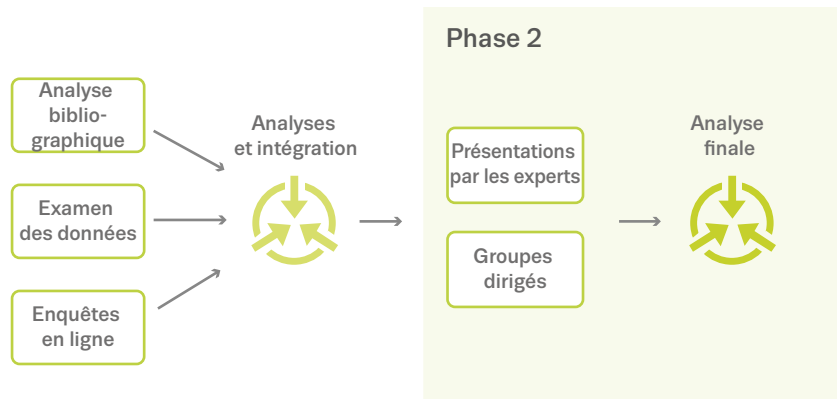 Analyse
biblio-
graphique
Examen
des données
Enquêtes
en ligne
Analyses
et intégration
Phase 2
Présentations
par les experts
Groupes
dirigés
Analyse
finale